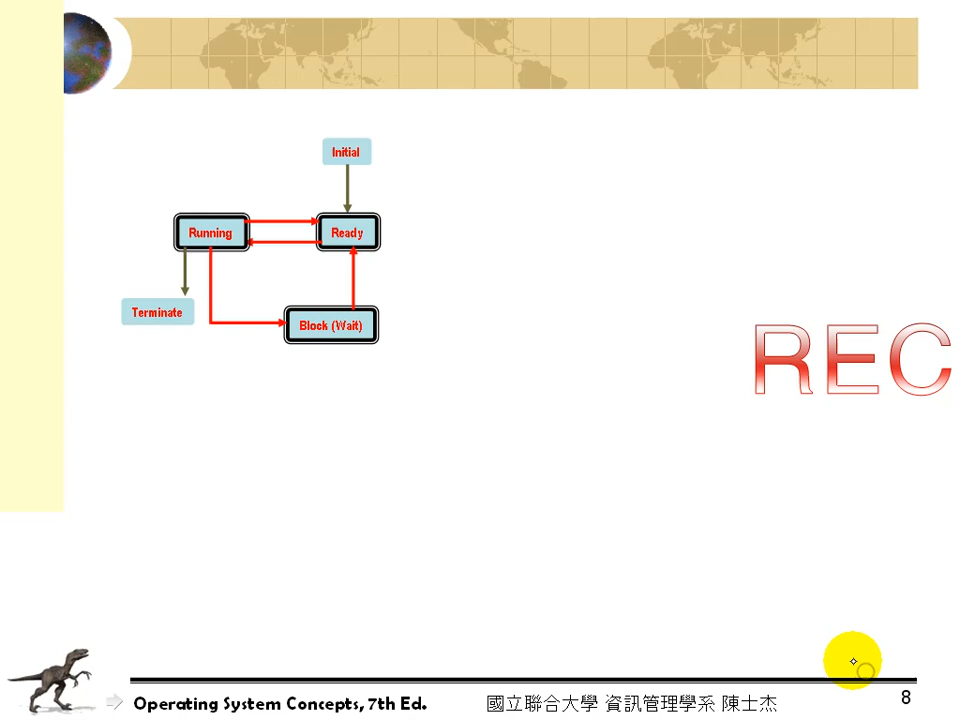 Initial
Running
Ready
Terminate
Block (Wait)
REC
Operating System Concepts, 7th Ed.
國立聯合大學 資訊管理學系 陳士杰
8